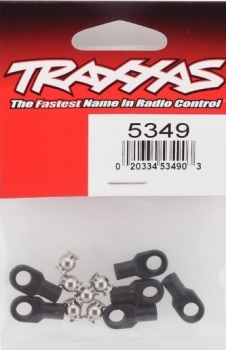 TRAXXAS
The Fastest Name In Radio Control
5349
0 20334 53490 3